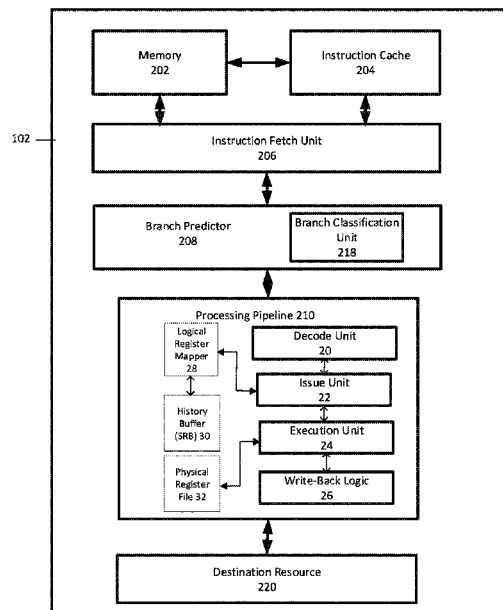 Memory
202
Instruction Cache
204
102
Instruction Fetch Unit
206
Branch Predictor
208
Branch Classification
Unit
218
Processing Pipeline 210
Logical
Register
Mapper
28
Decode Unit
20
Issue Unit
22
History
Buffer
(SRB) 30
Execution Unit
24
Physical
Register
File 32
Write-Back Logic
26
Destination Resource
220